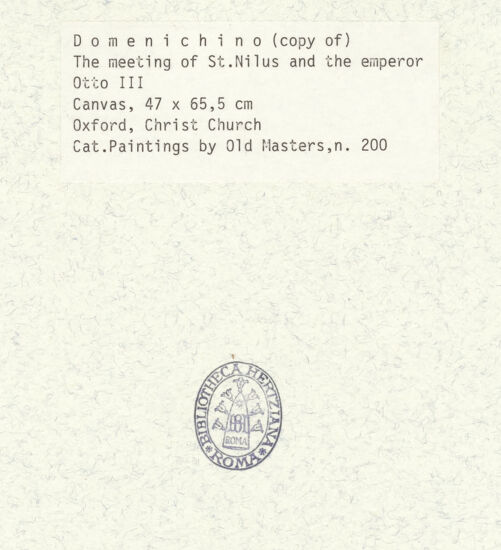 D o m e n i c h i n o (copy of)
The meeting of St.Nilus and the emperor
Otto III
Canvas, 47 x 65,5 cm
Oxford, Christ Church
Cat.Paintings by Old Masters,n. 200
BIBLIOTHECA HERTZIANA
ROMA
* ROMA *